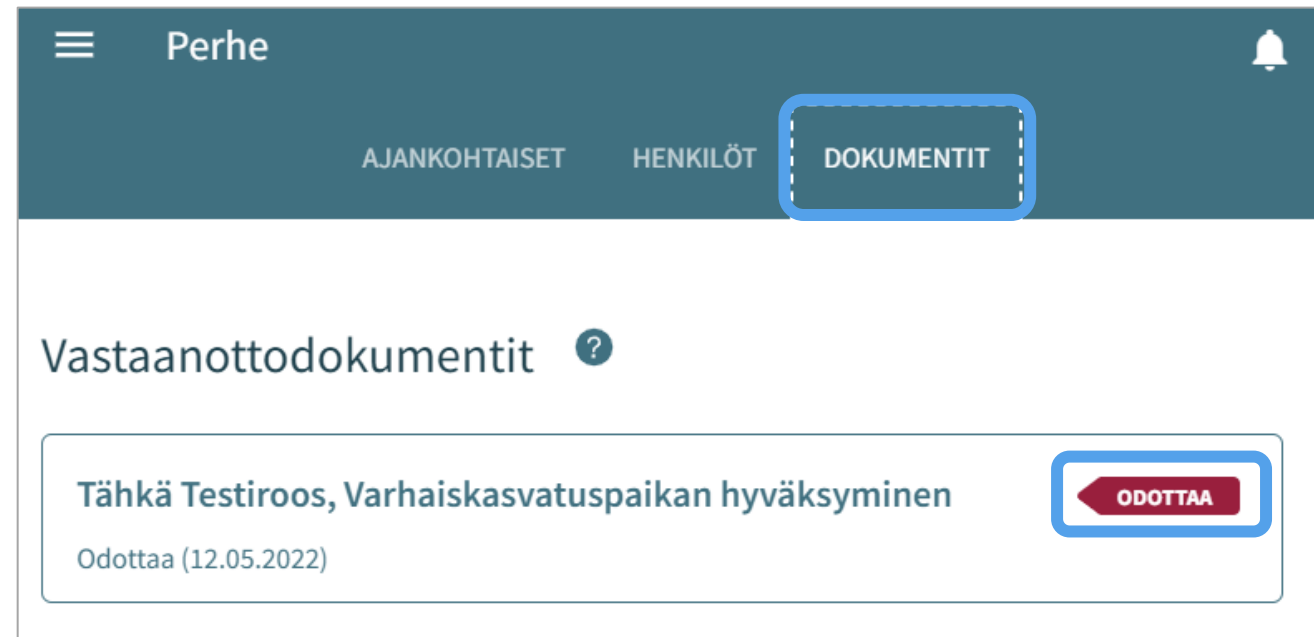 Perhe
AJANKOHTAISET HENKILÖT DOKUMENTIT
Vastaanottodokumentit ?
Tähkä Testiroos, Varhaiskasvatuspaikan hyväksyminen ODOTTAA
Odottaa (12.05.2022)